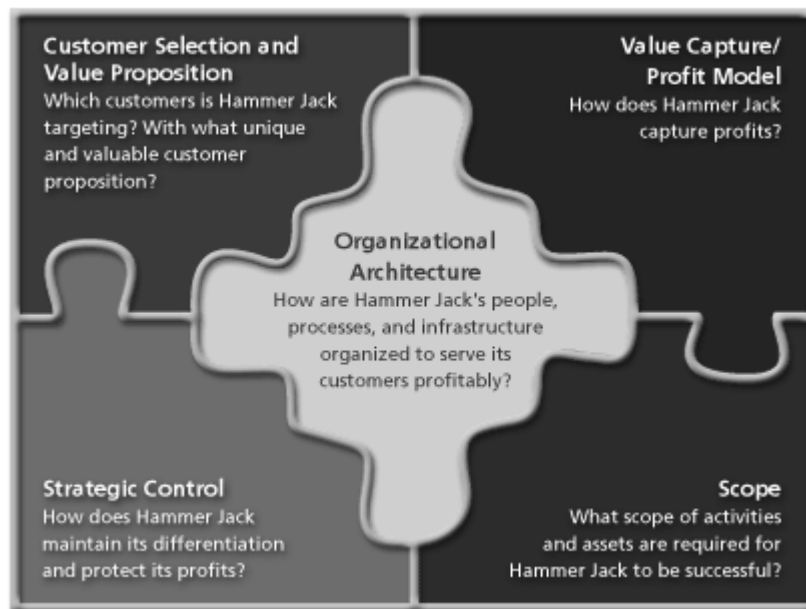 Customer Selection and
Value Proposition
Which customers is Hammer Jack
targeting? With what unique
and valuable customer
proposition?
Value Capture/
Profit Model
How does Hammer Jack
capture profits?
Organizational
Architecture
How are Hammer Jack's people,
processes, and infrastructure
organized to serve its
customers profitably?
Strategic Control
How does Hammer Jack
maintain its differentiation
and protect its profits?
Scope
What scope of activities
and assets are required for
Hammer Jack to be successful?